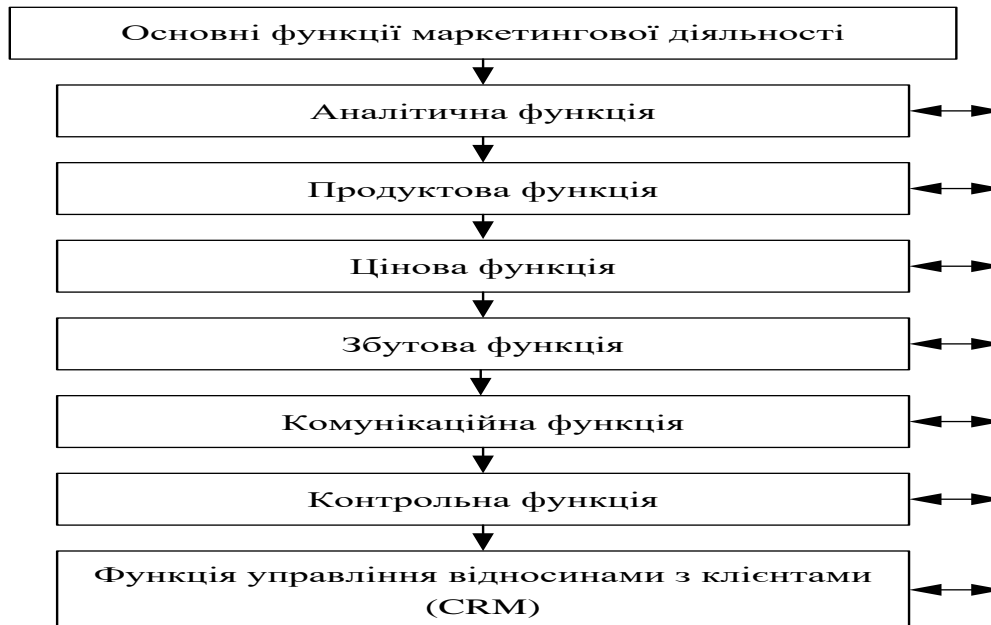 Основні функції маркетингової діяльності
Аналітична функція
Продуктова функція
Цінова функція
Збутова функція
Комунікаційна функція
Контрольна функція
Функція управління відносинами з клієнтами
(CRM)